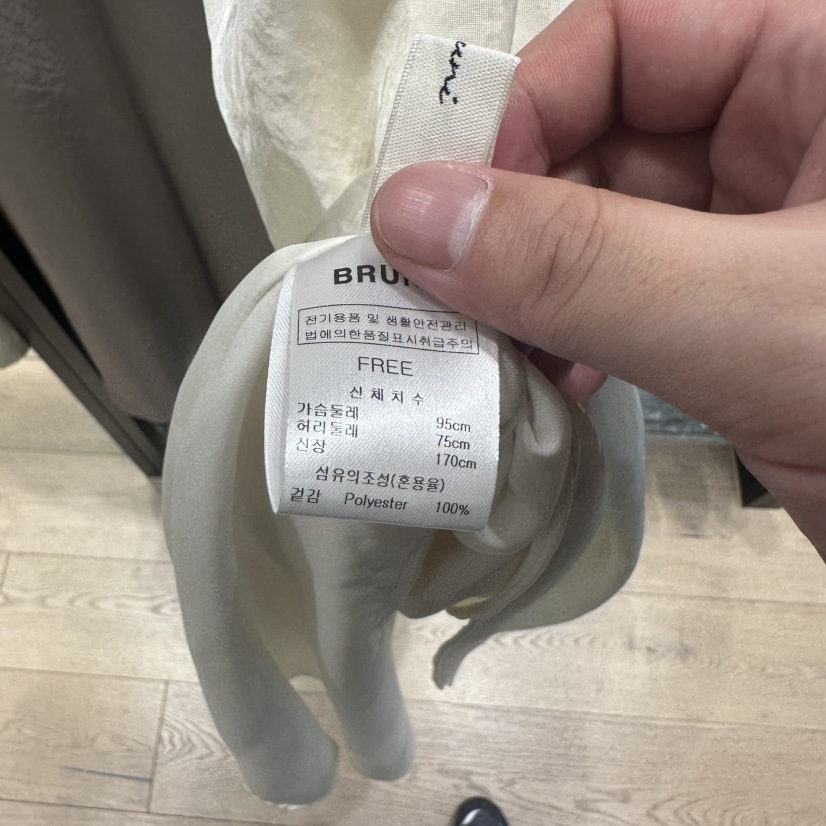 전기용품 및 생활안전관리
법에의한품질표시취급주의
FREE
신체치수
가슴둘레 95cm
허리둘레 75cm
신장 170cm
섬유의조성(혼용율)
겉감 Polyester 100%